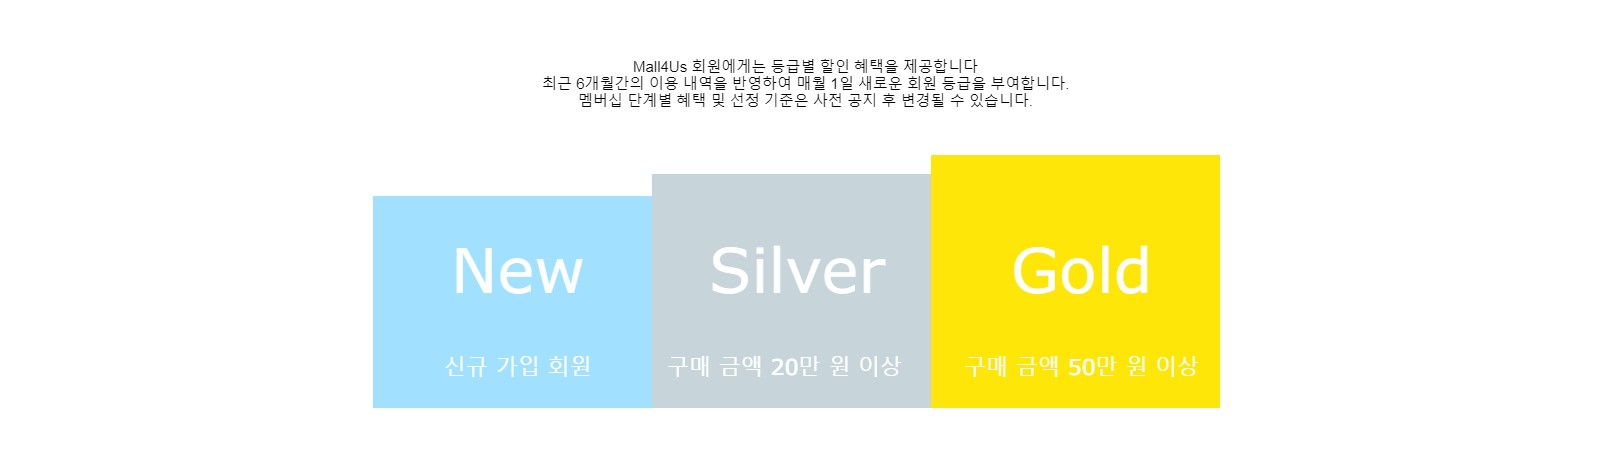 Mall4Us 회원에게는 등급별 할인 혜택을 제공합니다
최근 6개월간의 이용 내역을 반영하여 매월 1일 새로운 회원 등급을 부여합니다.
멤버십 단계별 혜택 및 선정 기준은 사전 공지 후 변경될 수 있습니다.
New
신규 가입 회원
Silver
구매 금액 20만 원 이상
Gold
구매 금액 50만 원 이상